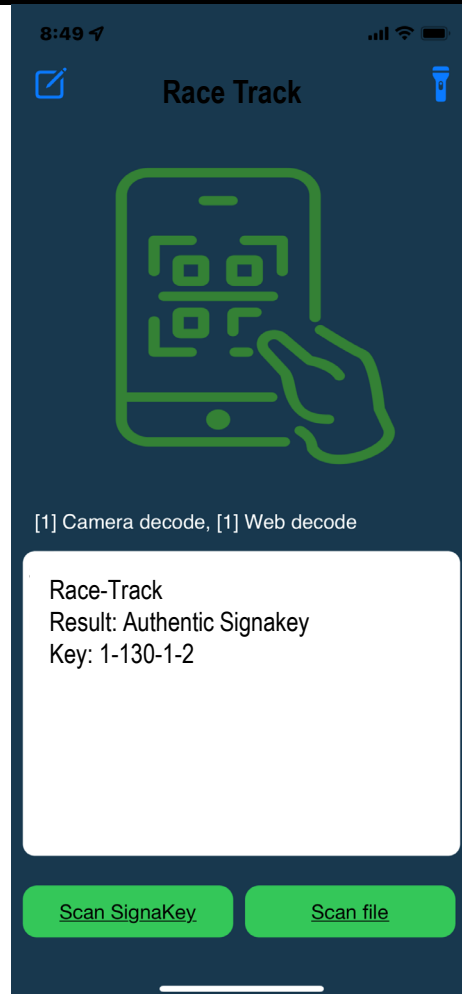 8:49
Race Track
[1] Camera decode, [1] Web decode
Race-Track
Result: Authentic Signakey
Key: 1-130-1-2
Scan SignaKey
Scan file